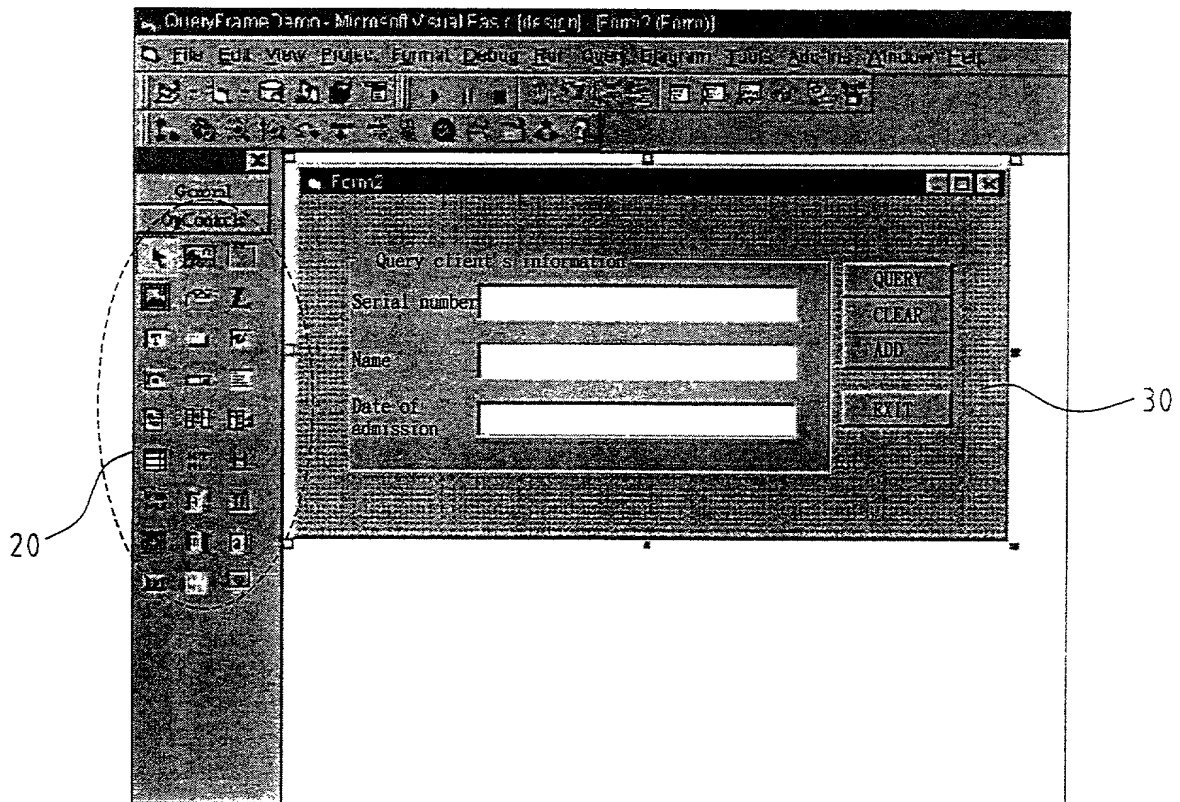 QueryFrameDamo - Microsoft Visual Basic [design] - [Form2 (Form)]
File Edit View Project Format Debug Run Query Diagram Tools Add-Ins Window Help
General
Form2
Query client's information
Serial number
Name
Date of
admission
QUERY
CLEAR
ADD
EXIT
30
20